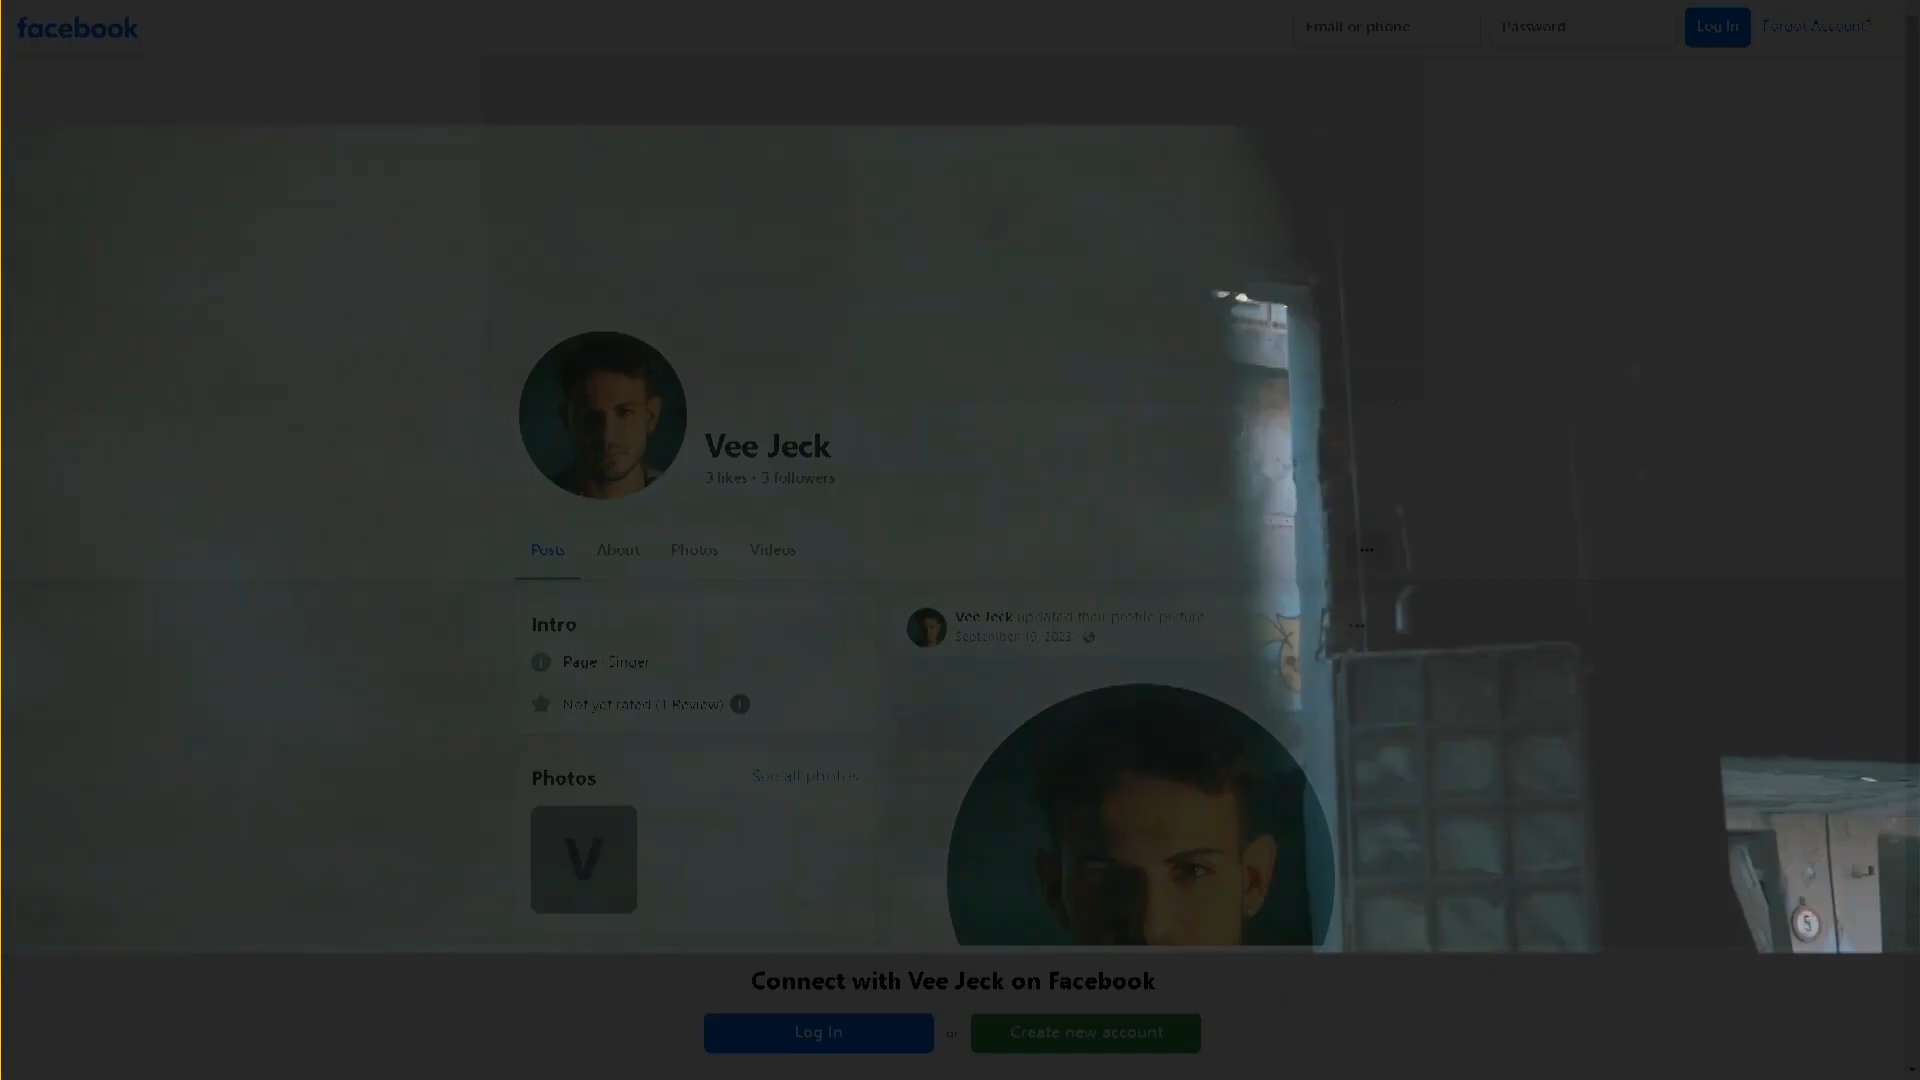 facebook
Email or phone
Password
Log In
Forgot Account?
Vee Jeck
3 likes • 3 followers
Posts
About
Photos
Videos
Intro
Page · Singer
Not yet rated (1 Review)
Vee Jeck updated their profile picture.
September 10, 2023
Photos
See all photos
V
5
Connect with Vee Jeck on Facebook
Log In
or
Create new account